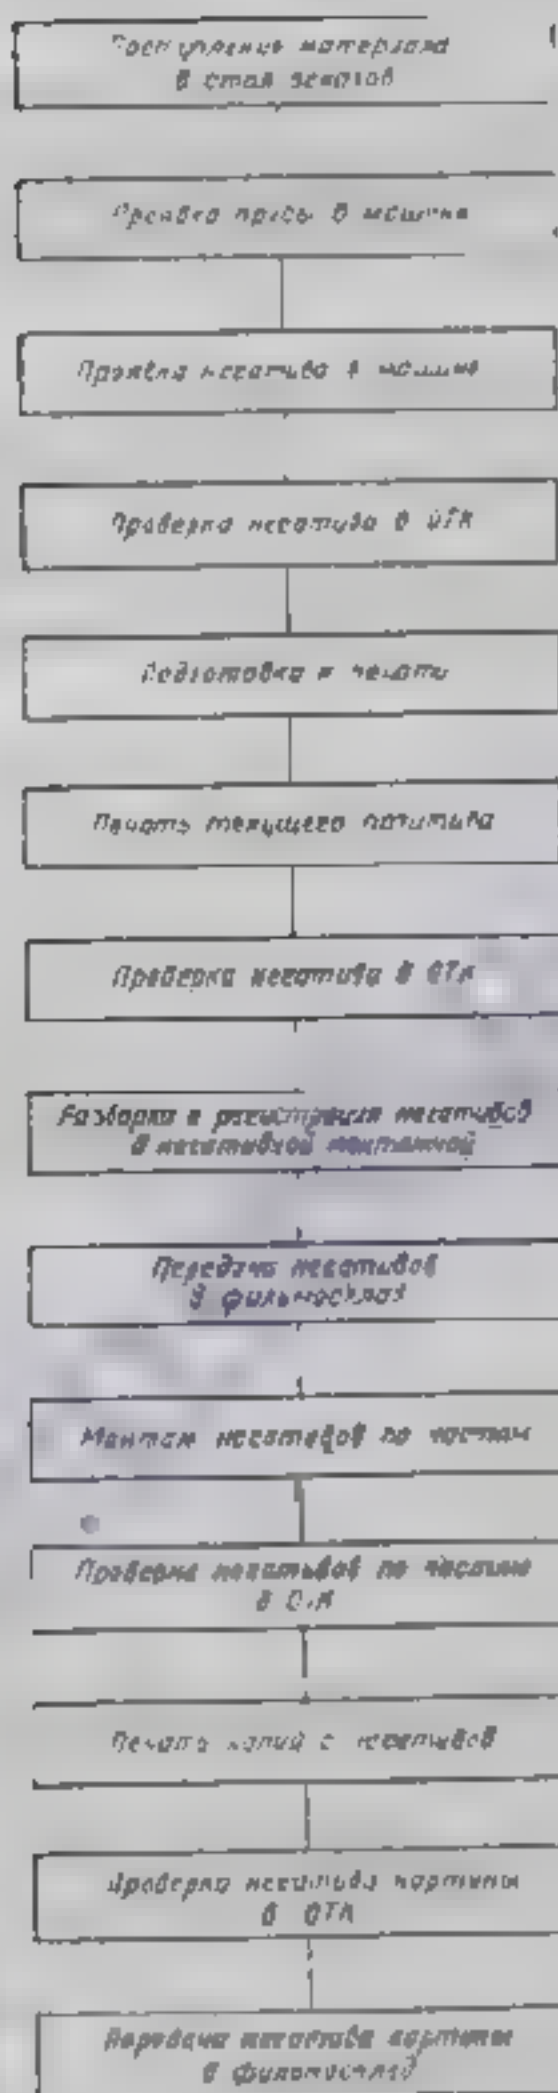 Поступление материала
в стол заказов
Проявка пробы в машине
Проявка негатива в машине
Проверка негатива в ОТК
Подготовка к печати
Печать текущего позитива
Проверка негатива в ОТК
Разборка и регистрация негативов
в негативной монтажной
Передача негативов
в фильмосклад
Монтаж негативов по частям
Проверка негативов по частям
в ОТК
Печать копий с негативов
Проверка негатива картины
в ОТК
Передача негатива картины
в фильмосклад